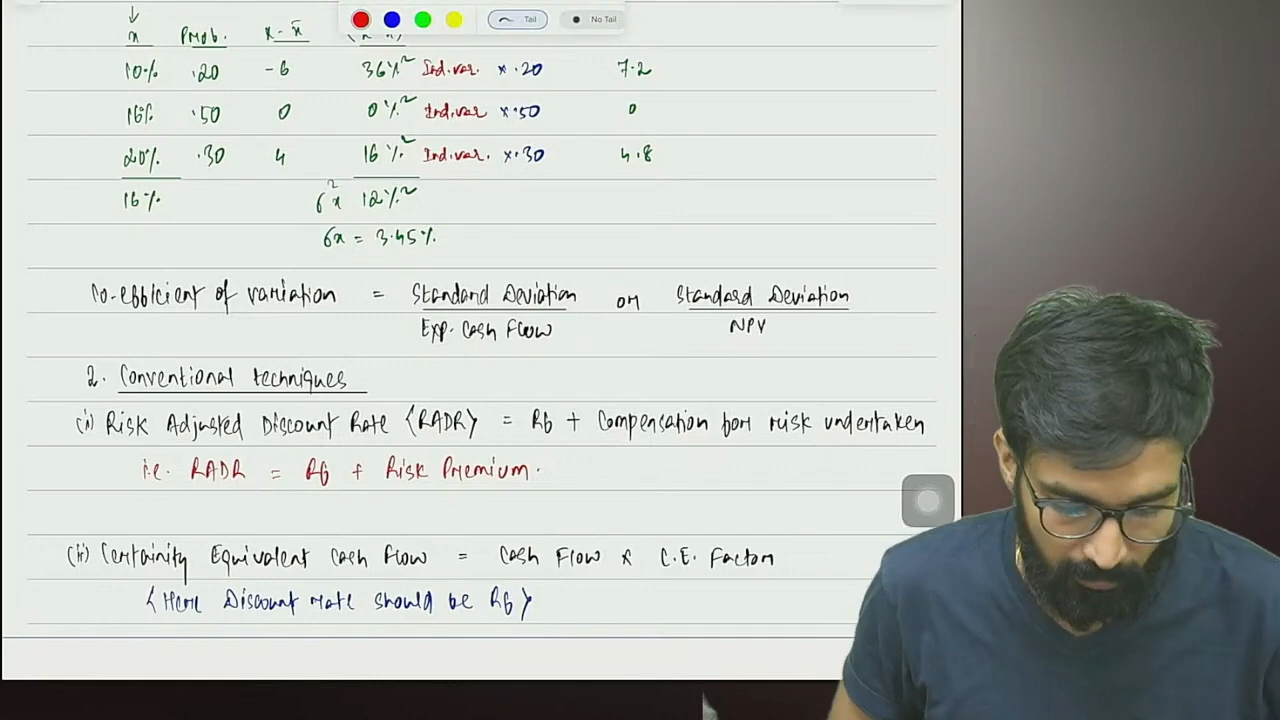 Tail No Tail
x Prob. x - x̄
10% .20 -6 36%² Ind.var. x .20 7.2
16% .50 0 0%² Ind.var. x .50 0
20% .30 4 16%² Ind.var. x .30 4.8
16% σ²x 12%²
σx = 3.45%
Co-efficient of variation = Standard Deviation or Standard Deviation
Exp. Cash Flow NPV
2. Conventional techniques
(i) Risk Adjusted Discount Rate {RADR} = Rf + Compensation for risk undertaken
i.e. RADR = Rf + Risk Premium.
(ii) Certainity Equivalent Cash Flow = Cash Flow x C.E. Factor
{Here Discount rate should be Rf}